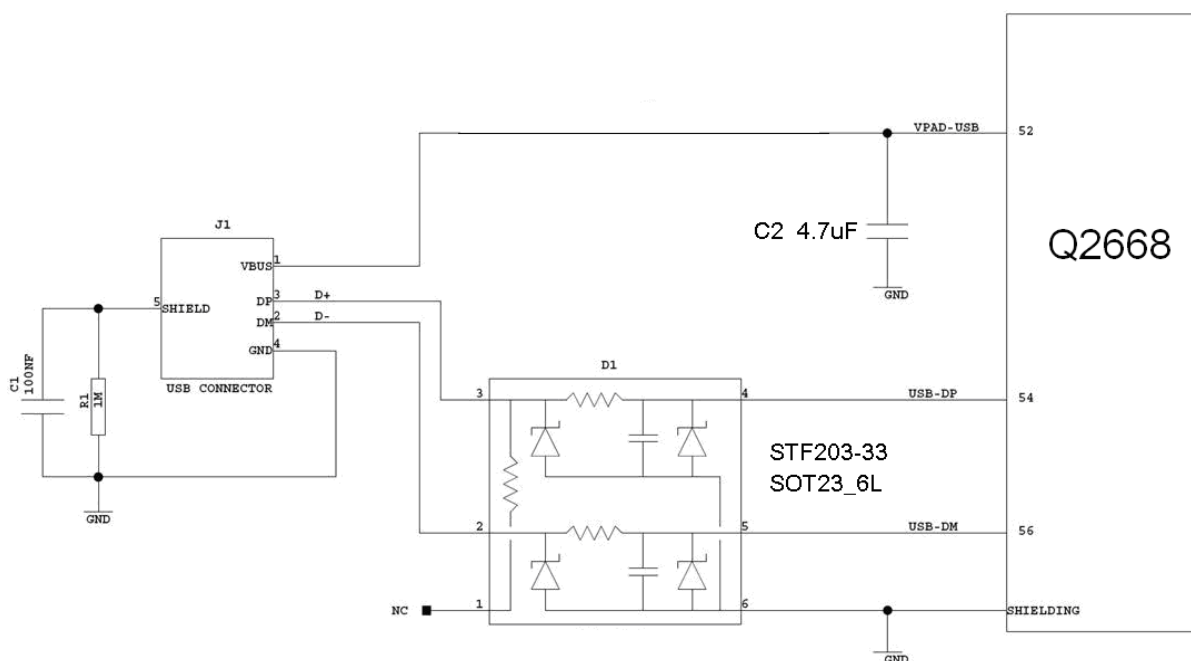 VPAD-USB
52
J1
C2 4.7uF
Q2668
VBUS
1
GND
5
SHIELD
DP
3
D+
DM
2
D-
GND
4
USB CONNECTOR
C1
100NF
R1
1M
D1
3
4
USB-DP
54
GND
STF203-33
SOT23_6L
2
5
USB-DM
56
NC
1
6
SHIELDING
GND